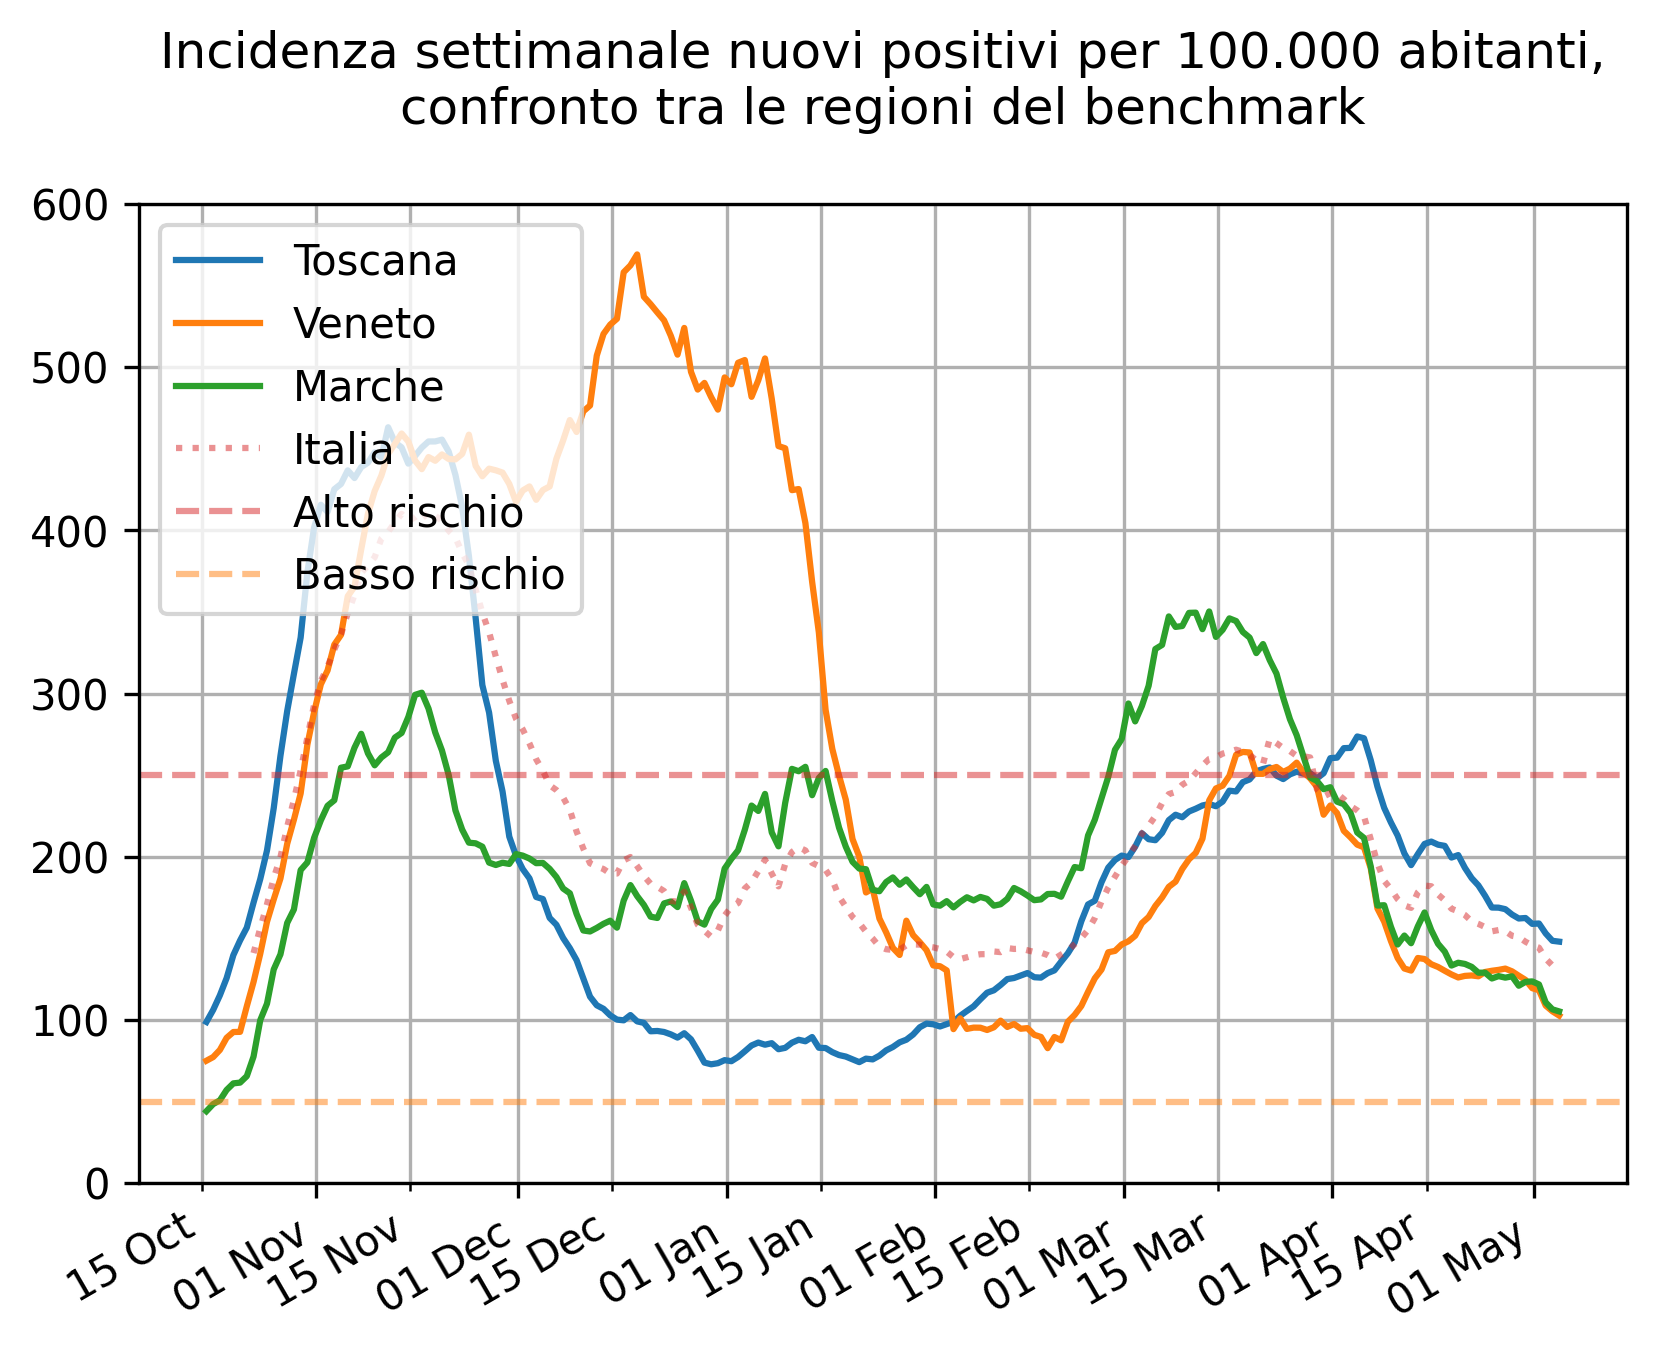 Incidenza settimanale nuovi positivi per 100.000 abitanti,
confronto tra le regioni del benchmark
600
500
400
300
200
100
0
Toscana
Veneto
Marche
Italia
Alto rischio
Basso rischio
15 Oct
01 Nov
15 Nov
01 Dec
15 Dec
01 Jan
15 Jan
01 Feb
15 Feb
01 Mar
15 Mar
01 Apr
15 Apr
01 May